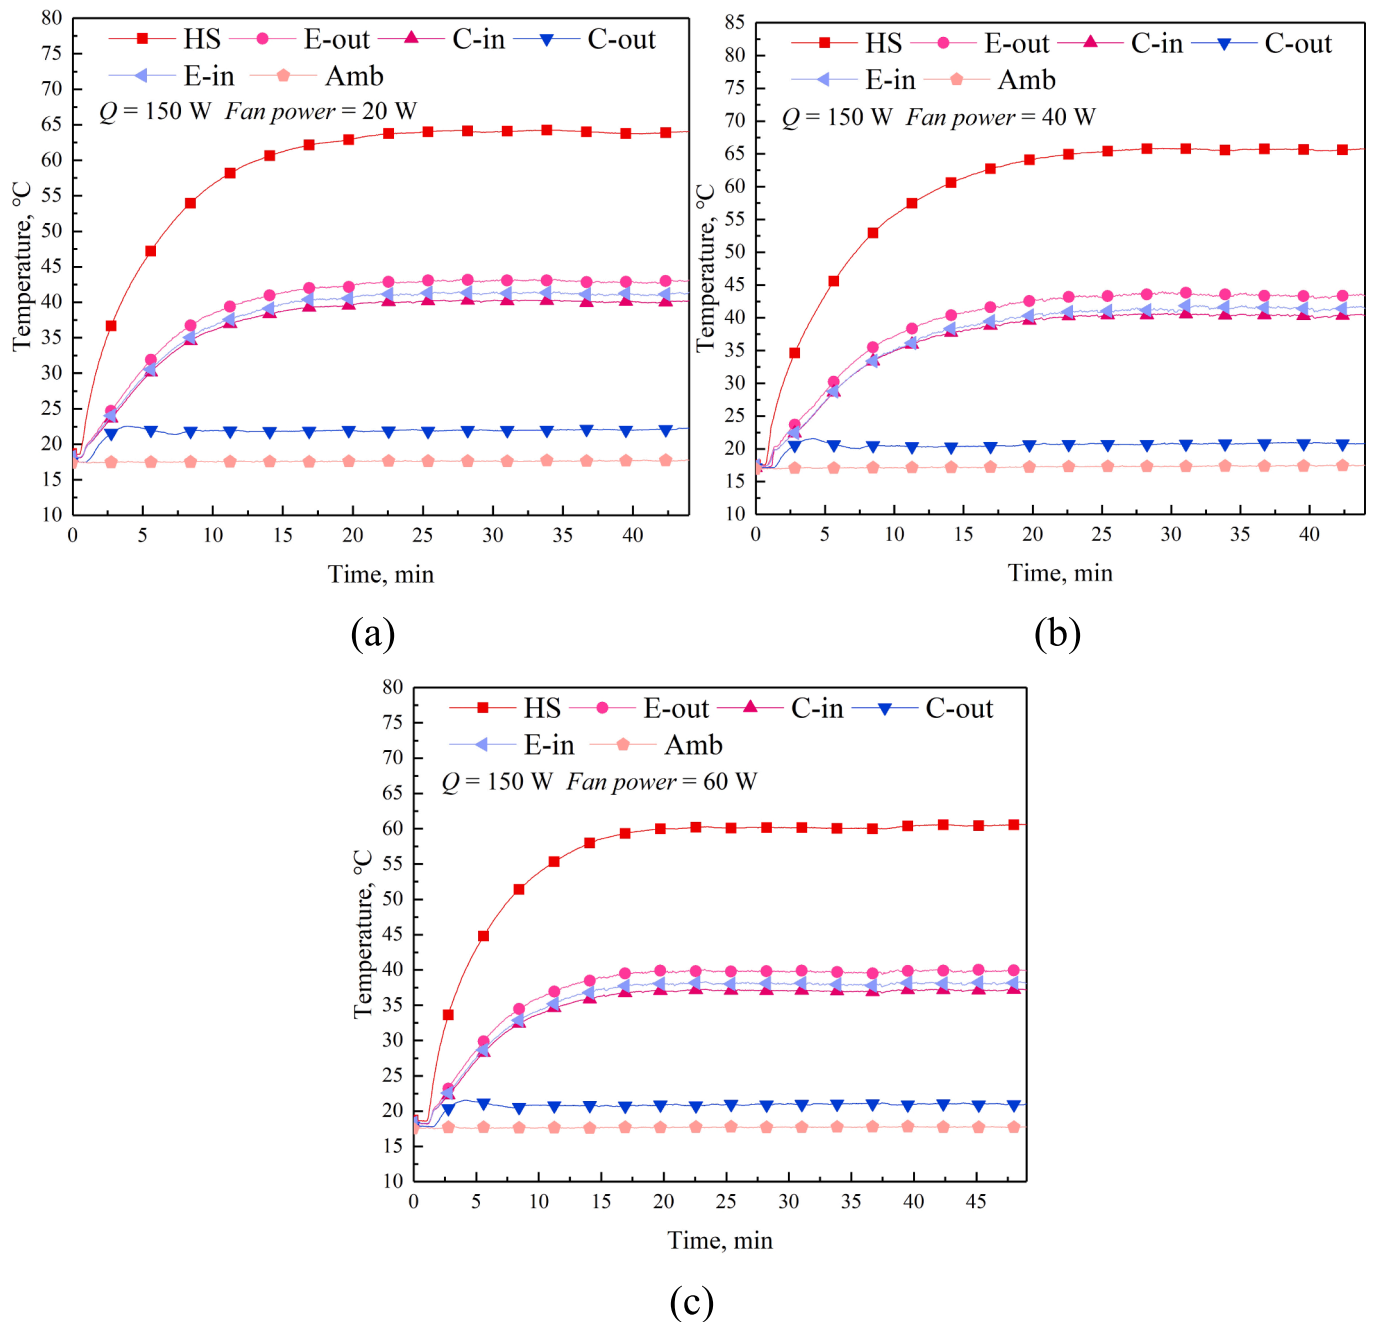 HS E-out C-in C-out
E-in Amb
Q = 150 W Fan power = 20 W
80
75
70
65
60
55
50
45
40
35
30
25
20
15
10
0 5 10 15 20 25 30 35 40
Temperature, °C
Time, min
(a)
HS E-out C-in C-out
E-in Amb
Q = 150 W Fan power = 40 W
85
80
75
70
65
60
55
50
45
40
35
30
25
20
15
10
0 5 10 15 20 25 30 35 40
Temperature, °C
Time, min
(b)
HS E-out C-in C-out
E-in Amb
Q = 150 W Fan power = 60 W
80
75
70
65
60
55
50
45
40
35
30
25
20
15
10
0 5 10 15 20 25 30 35 40 45
Temperature, °C
Time, min
(c)